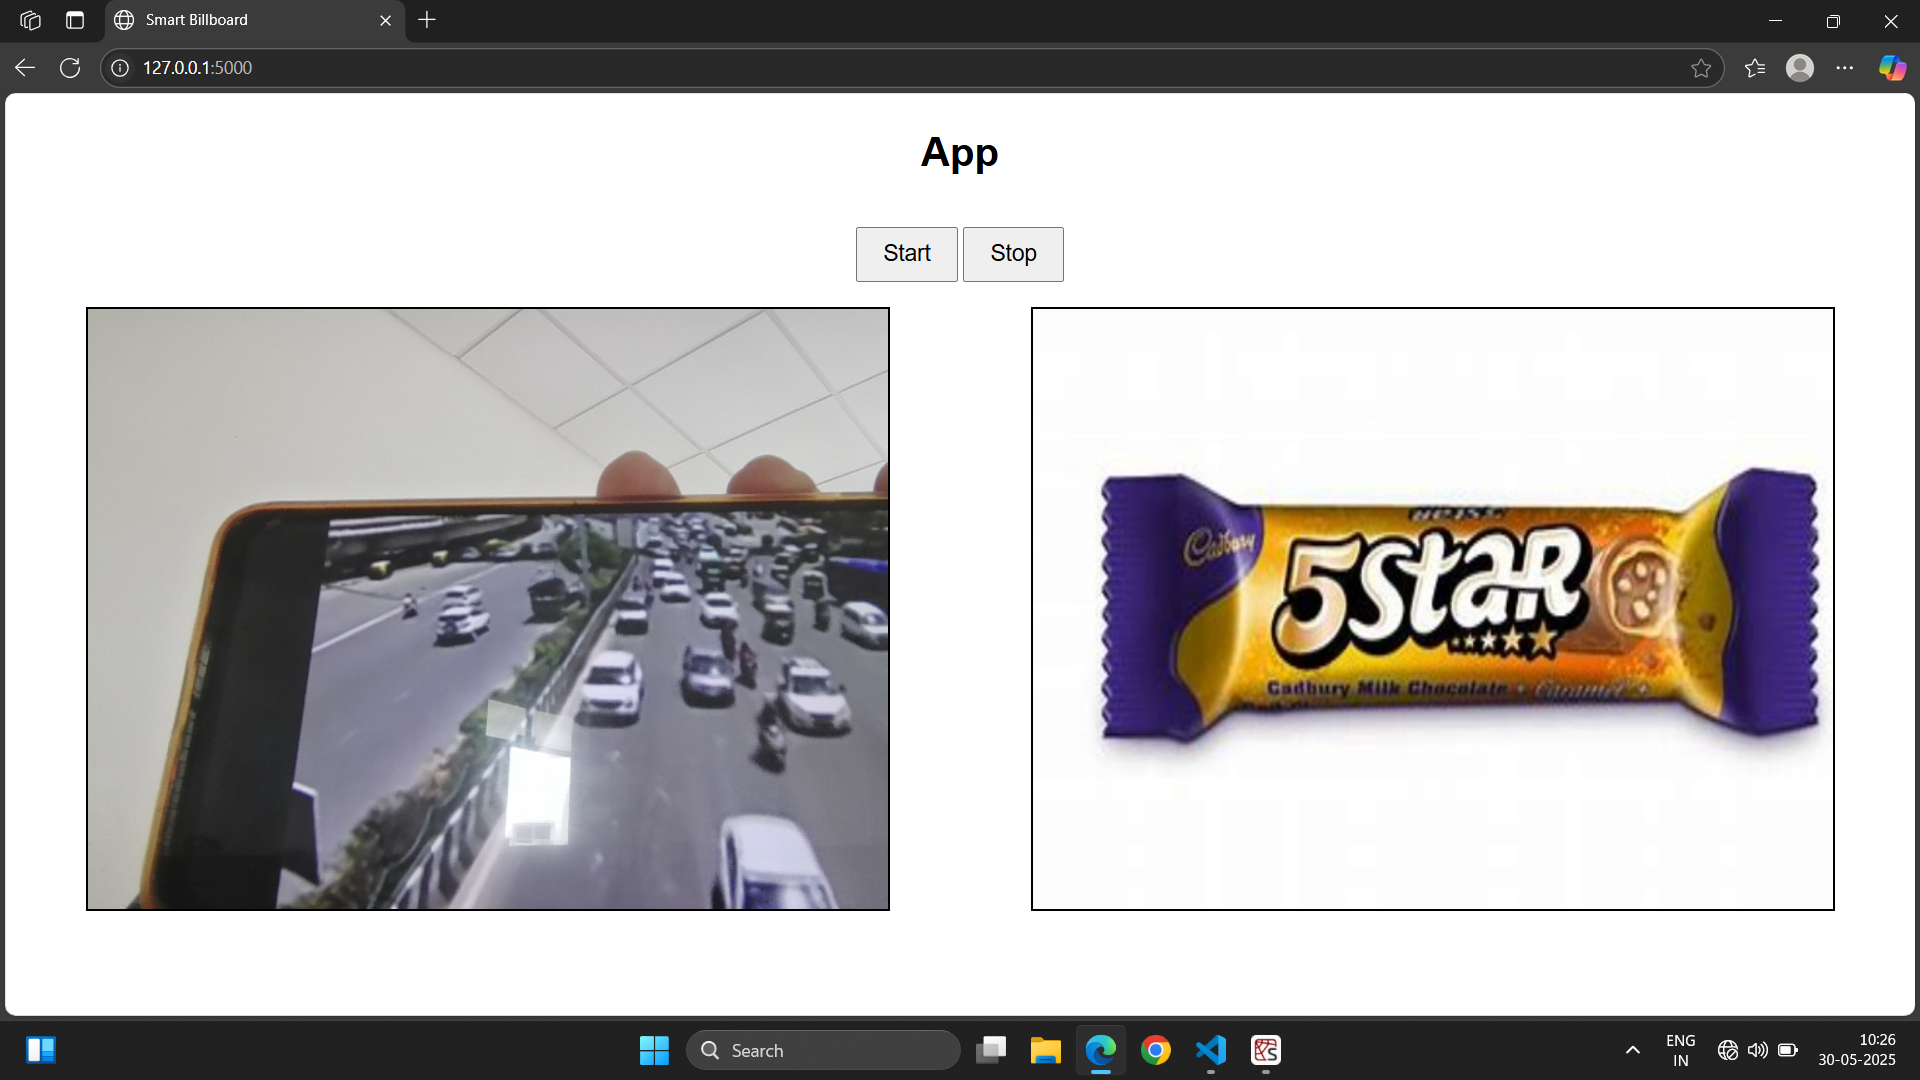 Smart Billboard
127.0.0.1:5000
App
Start
Stop
Cadbury
5Star
Cadbury Milk Chocolate • Caramel •
Search
ENG
IN
10:26
30-05-2025